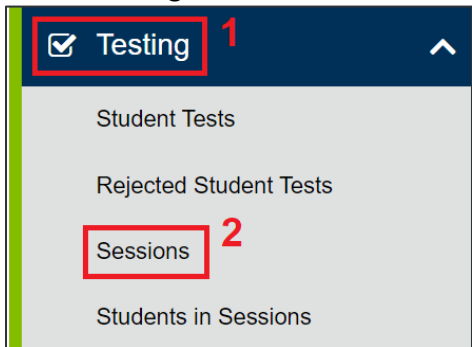 Testing 1
Student Tests
Rejected Student Tests
Sessions 2
Students in Sessions